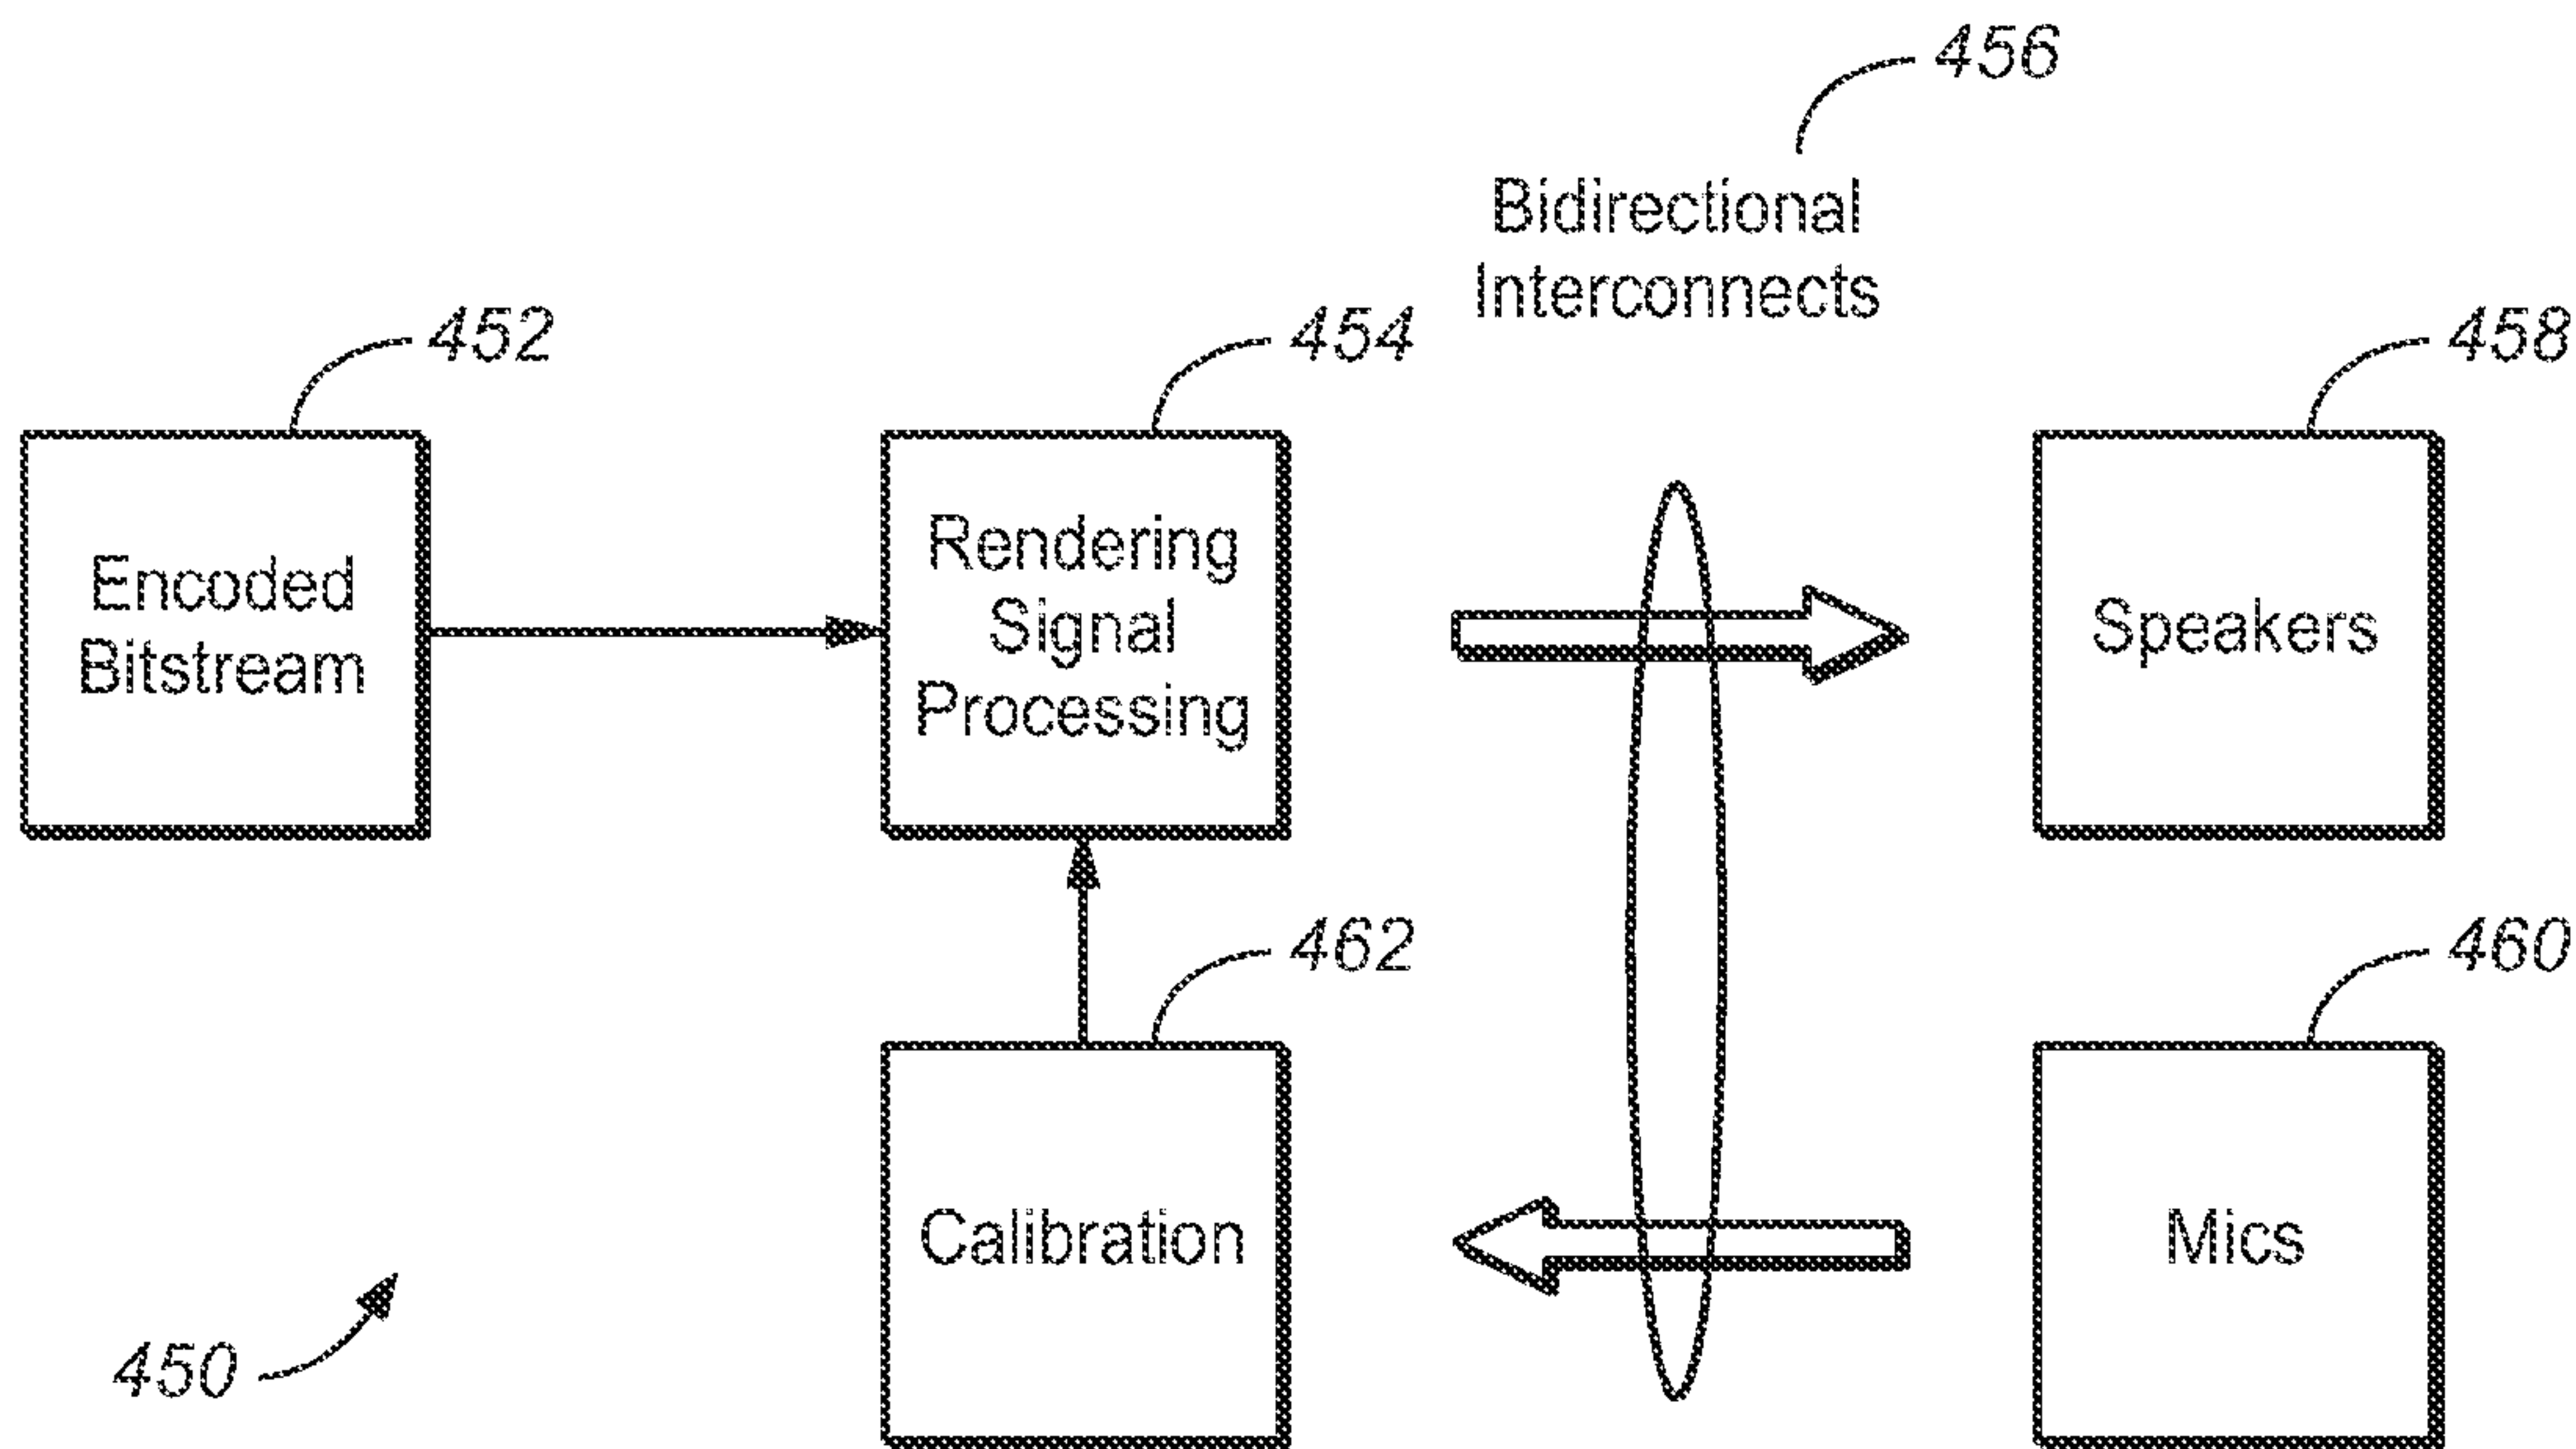 456
Bidirectional
Interconnects
452
454
458
Encoded
Bitstream
Rendering
Signal
Processing
Speakers
462
460
Calibration
Mics
450